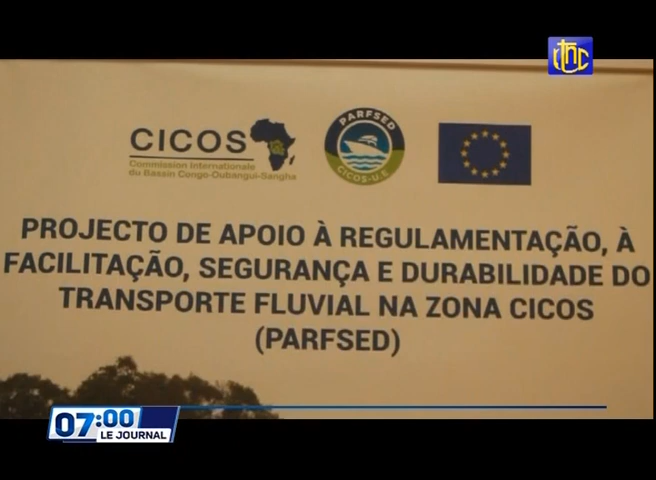 rtnc
CICOS
Commission Internationale
du Bassin Congo-Oubangui-Sangha
PARFSED
CICOS-U.E
PROJECTO DE APOIO À REGULAMENTAÇÃO, À
FACILITAÇÃO, SEGURANÇA E DURABILIDADE DO
TRANSPORTE FLUVIAL NA ZONA CICOS
(PARFSED)
07:00
LE JOURNAL